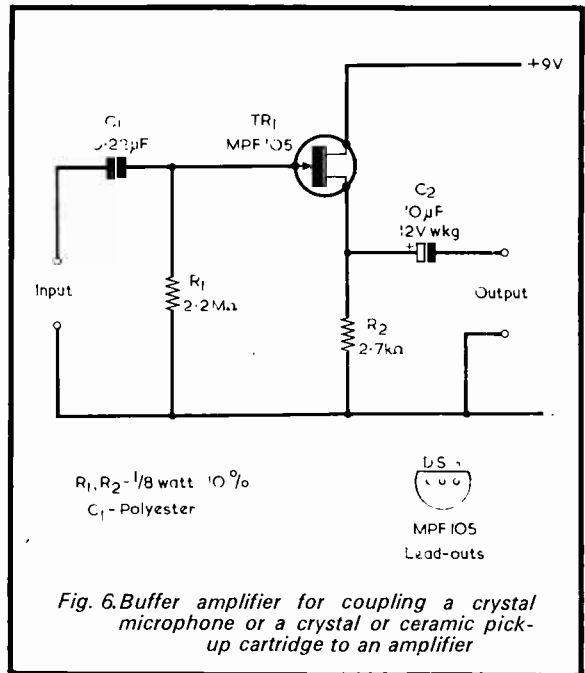 +9V
C1
TR1
MPF105
C2
10µF
12V wkg
+
Input
R1
2·2MΩ
R2
2·7kΩ
Output
R1, R2 - 1/8 watt 10%
C1 - Polyester
DS
MPF105
Lead-outs
Fig. 6. Buffer amplifier for coupling a crystal
microphone or a crystal or ceramic pick-
up cartridge to an amplifier